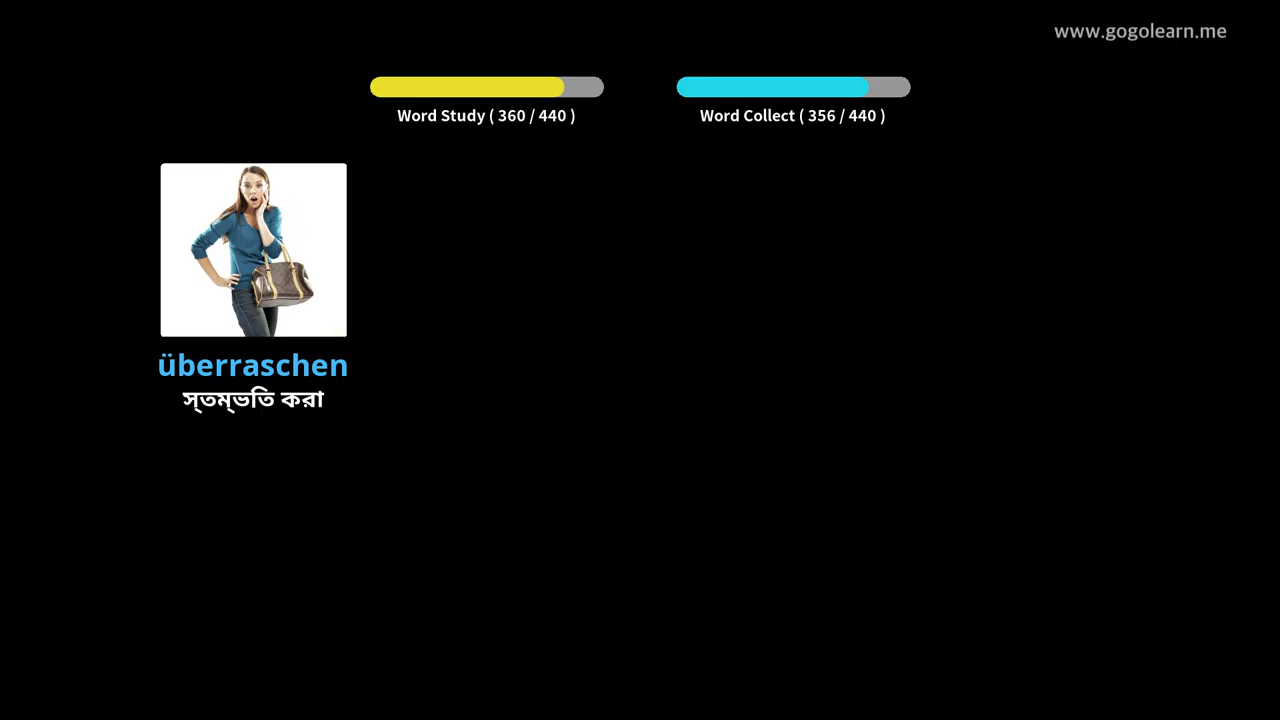 www.gogolearn.me
Word Study ( 360 / 440 )
Word Collect ( 356 / 440 )
überraschen
স্তম্ভতি করা